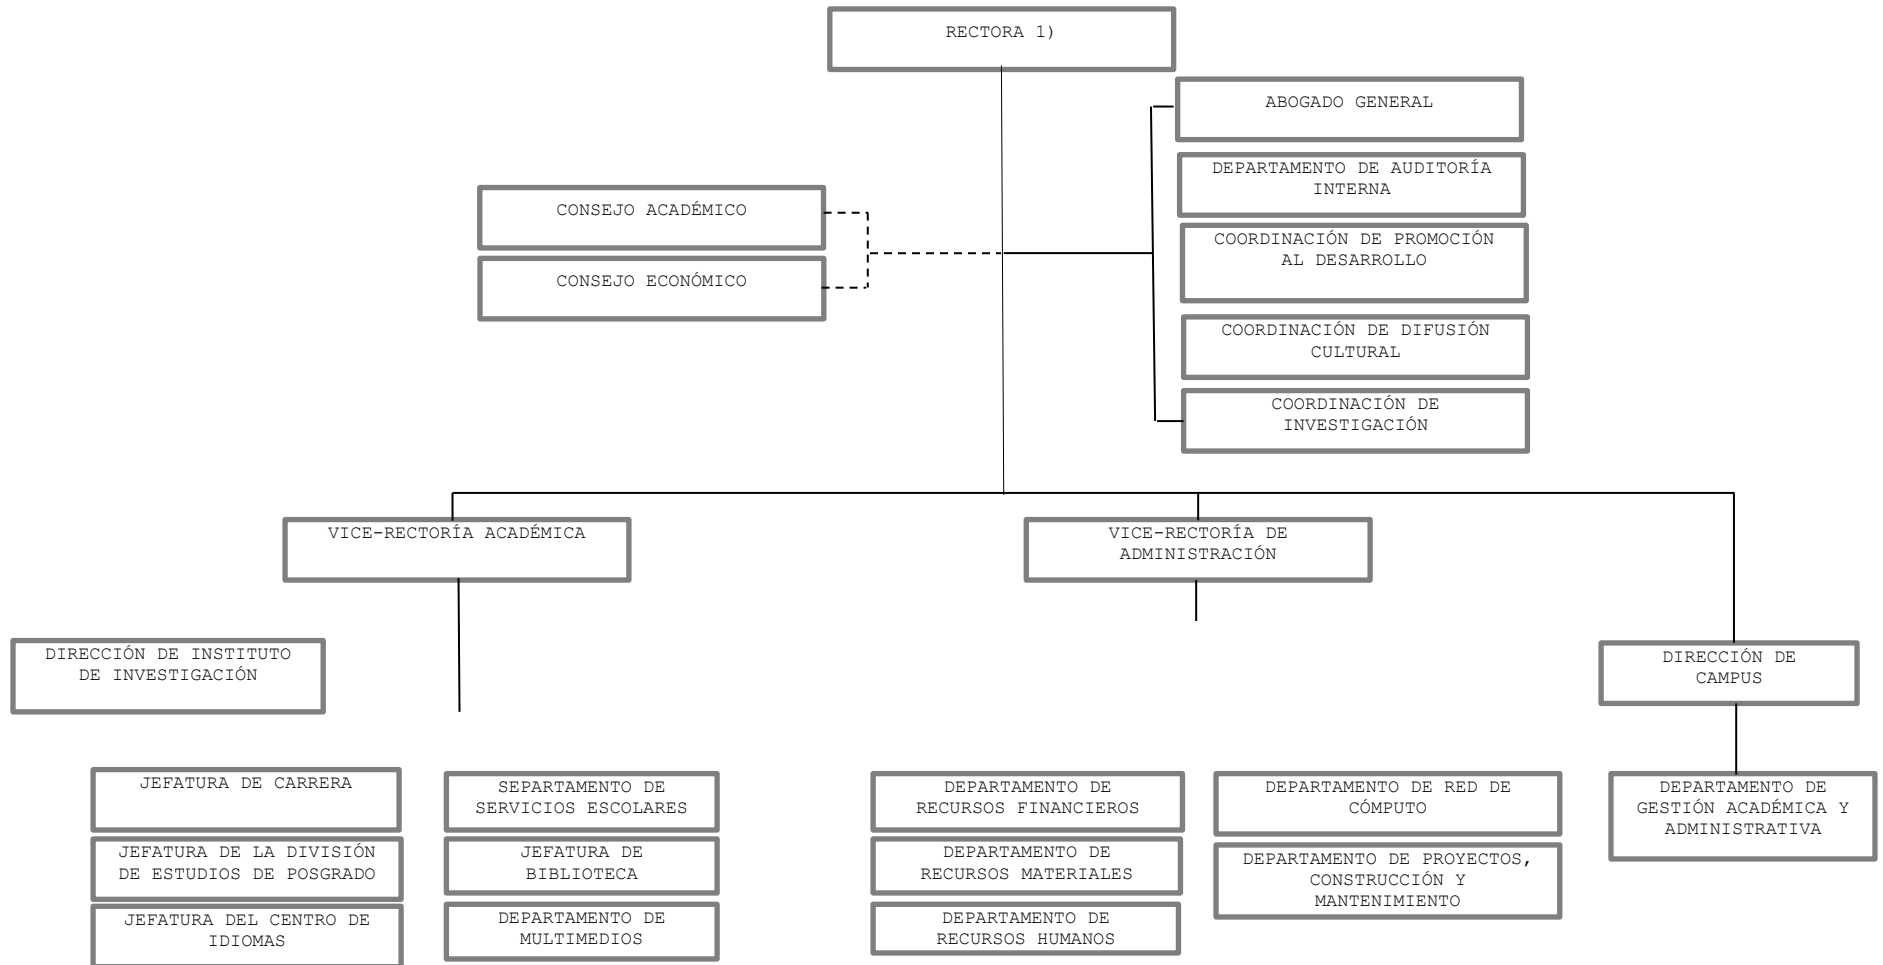 RECTORA 1)
ABOGADO GENERAL
DEPARTAMENTO DE AUDITORÍA
INTERNA
CONSEJO ACADÉMICO
COORDINACIÓN DE PROMOCIÓN
AL DESARROLLO
CONSEJO ECONÓMICO
COORDINACIÓN DE DIFUSIÓN
CULTURAL
COORDINACIÓN DE
INVESTIGACIÓN
VICE-RECTORÍA ACADÉMICA
VICE-RECTORÍA DE
ADMINISTRACIÓN
DIRECCIÓN DE INSTITUTO
DE INVESTIGACIÓN
DIRECCIÓN DE
CAMPUS
JEFATURA DE CARRERA
JEFATURA DE LA DIVISIÓN
DE ESTUDIOS DE POSGRADO
JEFATURA DEL CENTRO DE
IDIOMAS
SEPARTAMENTO DE
SERVICIOS ESCOLARES
JEFATURA DE
BIBLIOTECA
DEPARTAMENTO DE
MULTIMEDIOS
DEPARTAMENTO DE
RECURSOS FINANCIEROS
DEPARTAMENTO DE
RECURSOS MATERIALES
DEPARTAMENTO DE
RECURSOS HUMANOS
DEPARTAMENTO DE RED DE
CÓMPUTO
DEPARTAMENTO DE PROYECTOS,
CONSTRUCCIÓN Y
MANTENIMIENTO
DEPARTAMENTO DE
GESTIÓN ACADÉMICA Y
ADMINISTRATIVA